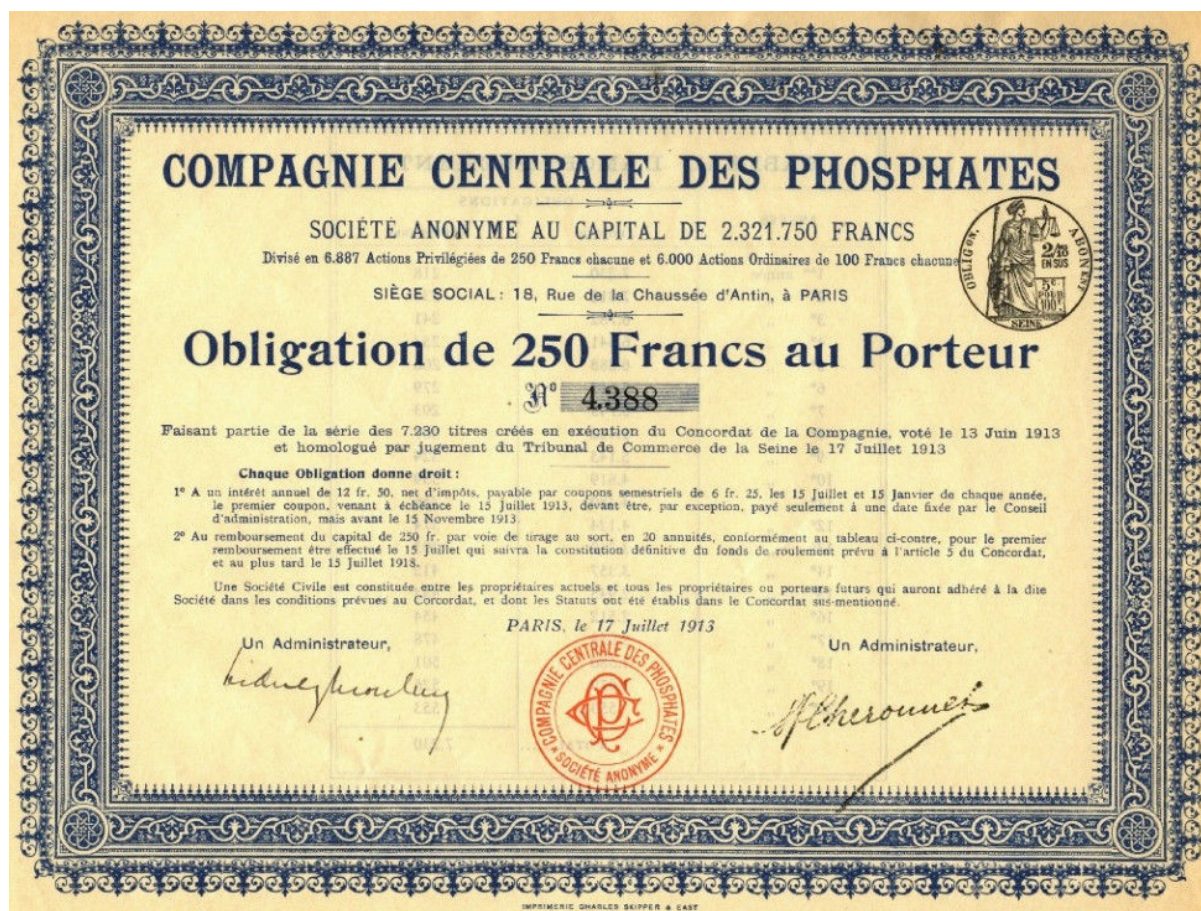 COMPAGNIE CENTRALE DES PHOSPHATES
SOCIÉTÉ ANONYME AU CAPITAL DE 2.321.750 FRANCS
Divisé en 6.887 Actions Privilégiées de 250 Francs chacune et 6.000 Actions Ordinaires de 100 Francs chacune
SIÈGE SOCIAL: 18, Rue de la Chaussée d'Antin, à PARIS
OBLIGon. ABONEMt
2/10
EN SUS
5c
POUR
100f
SEINE
Obligation de 250 Francs au Porteur
No 4.388
Faisant partie de la série des 7.230 titres créés en exécution du Concordat de la Compagnie, voté le 13 Juin 1913
et homologué par jugement du Tribunal de Commerce de la Seine le 17 Juillet 1913
Chaque Obligation donne droit:
1º A un intérêt annuel de 12 fr. 50, net d'impôts, payable par coupons semestriels de 6 fr. 25, les 15 Juillet et 15 Janvier de chaque année,
le premier coupon, venant à échéance le 15 Juillet 1913, devant être, par exception, payé seulement à une date fixée par le Conseil
d'administration, mais avant le 15 Novembre 1913.
2º Au remboursement du capital de 250 fr. par voie de tirage au sort, en 20 annuités, conformément au tableau ci-contre, pour le premier
remboursement être effectué le 15 Juillet qui suivra la constitution définitive du fonds de roulement prévu à l'article 5 du Concordat,
et au plus tard le 15 Juillet 1918.
Une Société Civile est constituée entre les propriétaires actuels et tous les propriétaires ou porteurs futurs qui auront adhéré à la dite
Société dans les conditions prévues au Corcordat, et dont les Statuts ont été établis dans le Concordat sus-mentionné.
PARIS, le 17 Juillet 1913
Un Administrateur,
Un Administrateur,
COMPAGNIE CENTRALE DES PHOSPHATES
SOCIÉTÉ ANONYME
IMPRIMERIE CHARLES SKIPPER & EAST